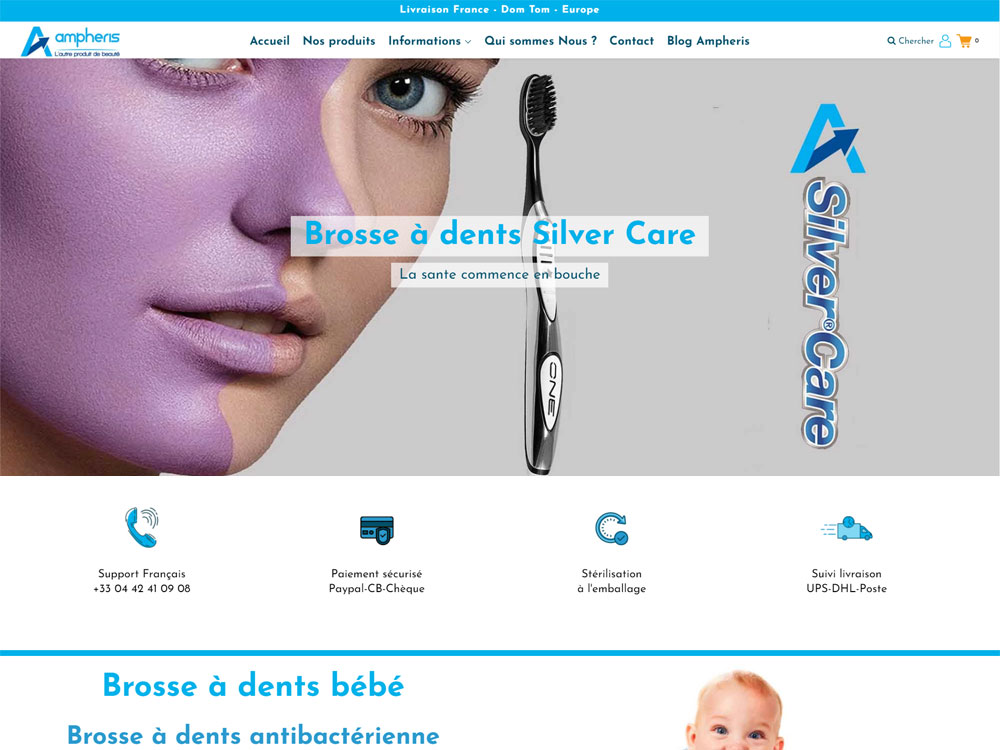 Livraison France - Dom Tom - Europe
ampheris
L'autre produit de beauté
Accueil Nos produits Informations Qui sommes Nous ? Contact Blog Ampheris
Chercher 0
Brosse à dents Silver Care
La sante commence en bouche
ONE
Silver®Care
Support Français
+33 04 42 41 09 08
Paiement sécurisé
Paypal-CB-Chèque
Stérilisation
à l'emballage
Suivi livraison
UPS-DHL-Poste
Brosse à dents bébé
Brosse à dents antibactérienne